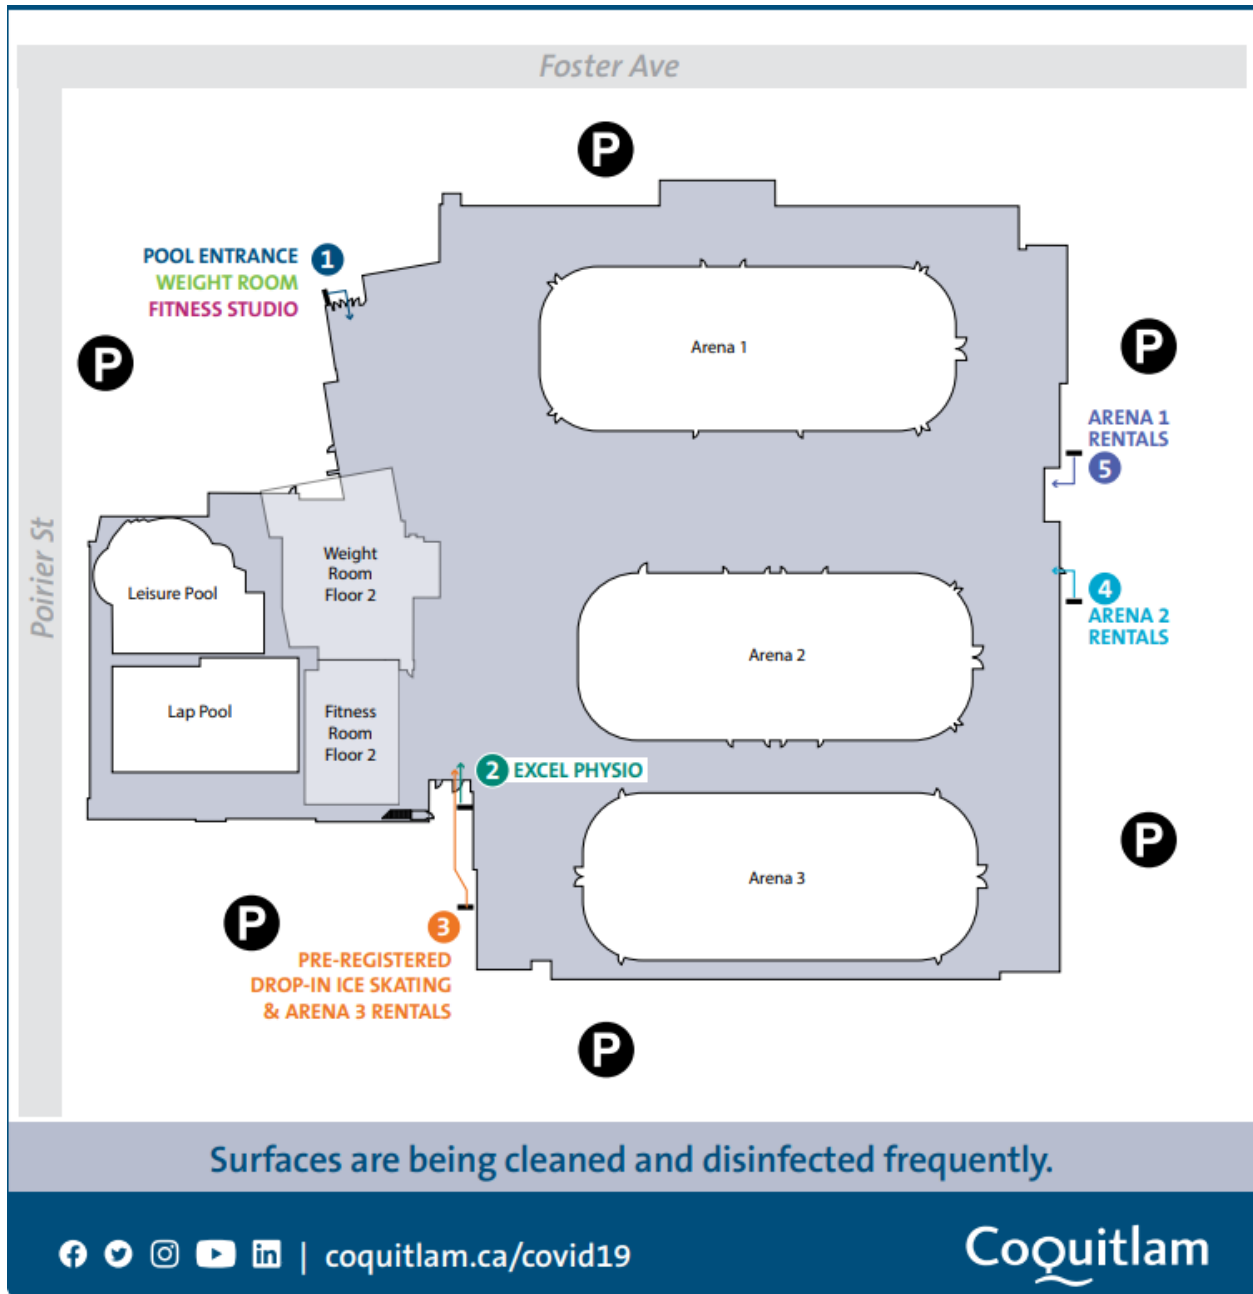 Foster Ave
P
POOL ENTRANCE 1
WEIGHT ROOM
FITNESS STUDIO
P
P
Arena 1
ARENA 1
RENTALS
5
Poirier St
Weight
Room
Floor 2
Leisure Pool
4
ARENA 2
RENTALS
Arena 2
Lap Pool
Fitness
Room
Floor 2
2 EXCEL PHYSIO
P
Arena 3
P
3
PRE-REGISTERED
DROP-IN ICE SKATING
& ARENA 3 RENTALS
P
Surfaces are being cleaned and disinfected frequently.
| coquitlam.ca/covid19
Coquitlam